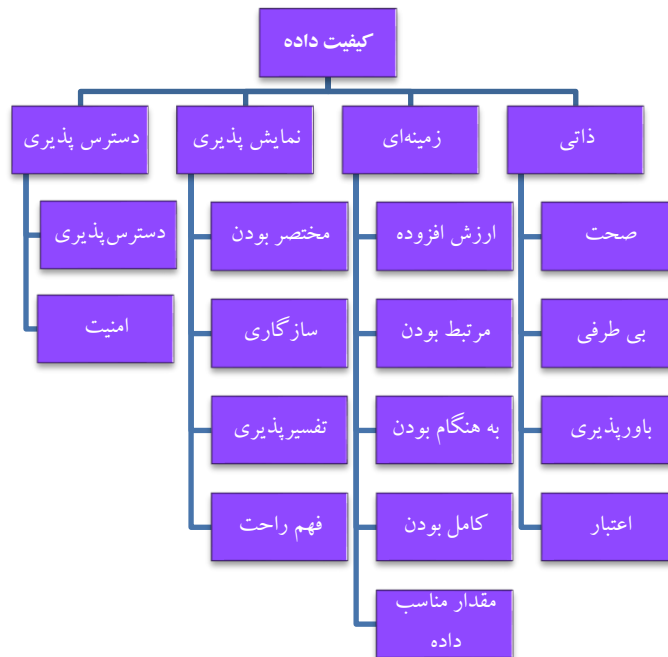 کیفیت داده
ذاتی
زمینه‌ای
نمایش پذیری
دسترس پذیری
صحت
بی طرفی
باورپذیری
اعتبار
ارزش افزوده
مرتبط بودن
به هنگام بودن
کامل بودن
مقدار مناسب
داده
مختصر بودن
سازگاری
تفسیرپذیری
فهم راحت
دسترس‌پذیری
امنیت